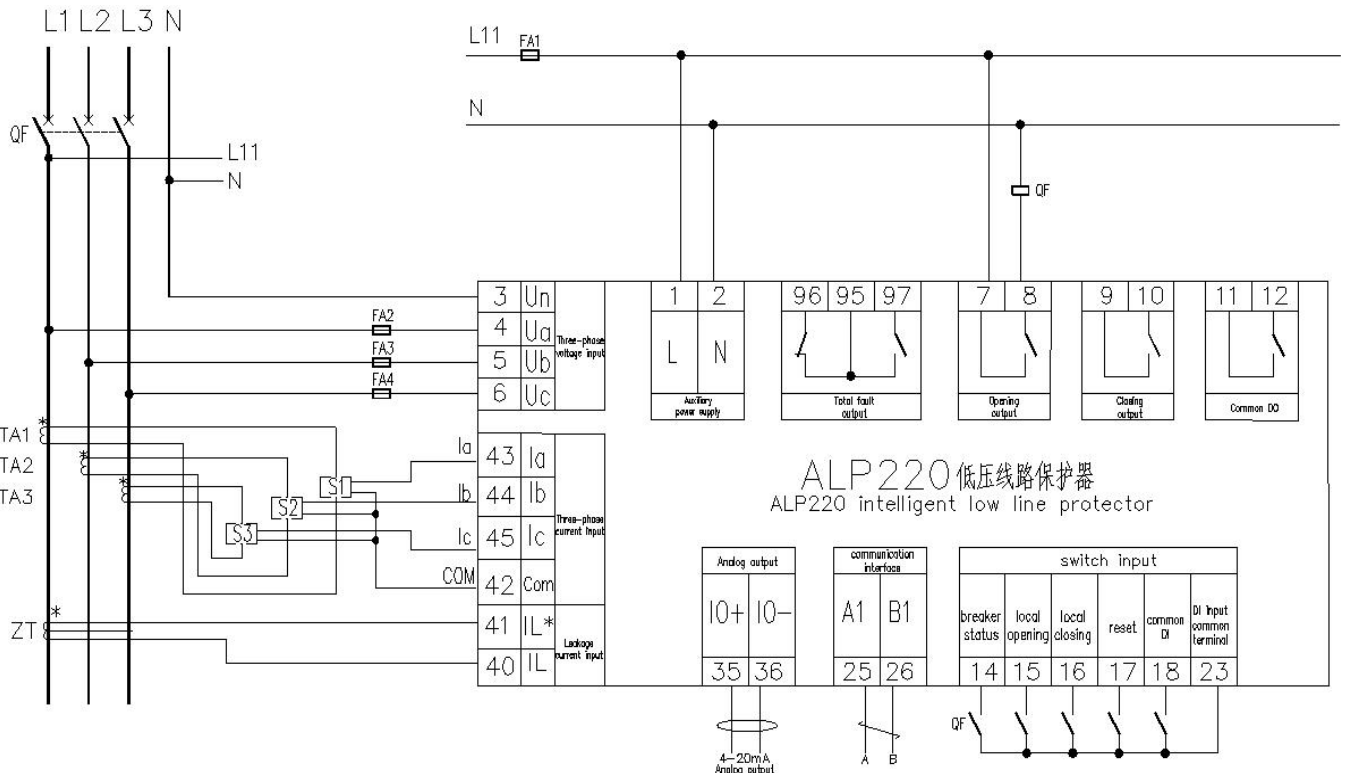 L1 L2 L3 N
QF
L11
N
L11
FA1
N
QF
3 Un
4 Ua
5 Ub
6 Uc
Three-phase
voltage input
FA2
FA3
FA4
1 2
L N
Auxiliary
power supply
96 95 97
Total fault
output
7 8
Opening
output
9 10
Closing
output
11 12
Common DO
TA1
TA2
TA3
*
*
*
S1
S2
S3
Ia
Ib
Ic
COM
43 Ia
44 Ib
45 Ic
42 Com
Three-phase
current input
ZT
*
41 IL*
40 IL
Leakage
current input
ALP220低压线路保护器
ALP220 intelligent low line protector
Analog output
IO+ IO-
35 36
4-20mA
Analog output
communication
interface
A1 B1
25 26
A B
switch input
breaker
status
local
opening
local
closing
reset
common
DI
DI input
common
terminal
14 15 16 17 18 23
QF